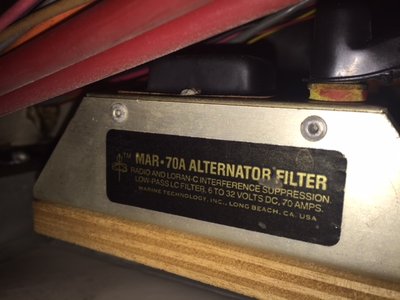 ™ MAR•70A ALTERNATOR FILTER
RADIO AND LORAN-C INTERFERENCE SUPPRESSION
LOW-PASS LC FILTER, 6 TO 32 VOLTS DC, 70 AMPS.
MARINE TECHNOLOGY, INC., LONG BEACH, CA. USA